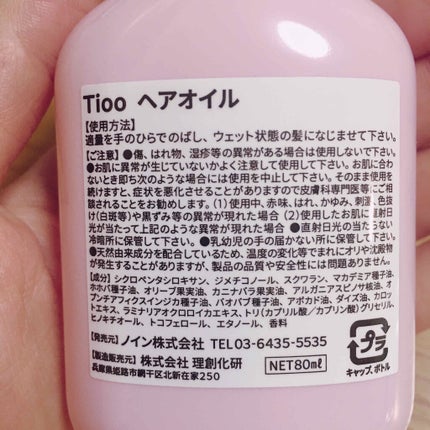 Tioo ヘアオイル
【使用方法】
適量を手のひらでのばし、ウェット状態の髪になじませて下さい。
【ご注意】●傷、はれ物、湿疹等の異常がある場合は使用しないで下さい。
●お肌に異常が生じていないかよく注意して使用して下さい。お肌に合わ
ないとき即ち次のような場合には使用を中止して下さい。そのまま使用を
続けますと、症状を悪化させることがありますので皮膚科専門医等にご
相談されることをお勧めします。(1)使用中、赤味、はれ、かゆみ、刺激、色抜
け(白斑等)や黒ずみ等の異常が現れた場合 (2)使用したお肌に直射日
光が当たって上記のような異常が現れた場合 ●直射日光の当たらない
冷暗所に保管して下さい。●乳幼児の手の届かない所に保管して下さい。
●天然由来成分を配合しているため、温度の変化等でまれにオリや沈殿物
が発生することがありますが、製品の品質や安全性には問題ありません。
【成分】シクロペンタシロキサン、ジメチコノール、スクワラン、マカデミア種子油、
ホホバ種子油、オリーブ果実油、カニナバラ果実油、アルガニアスピノサ核油、オ
プンチアフィクスインジカ種子油、バオバブ種子油、アボカド油、ダイズ油、カロッ
トエキス、ラミナリアオクロロイカエキス、トリ(カプリル酸/カプリン酸)グリセリル、
ヒノキチオール、トコフェロール、エタノール、香料
【発売元】ノイン株式会社 TEL03-6435-5535
【製造販売元】株式会社 理創化研
兵庫県姫路市網干区北新在家250
NET80mℓ
プラ
キャップ、ボトル